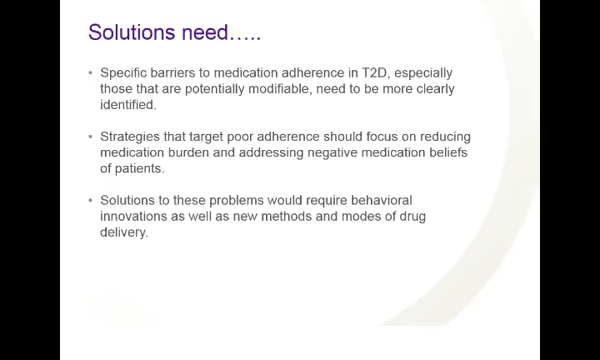 Solutions need…..
• Specific barriers to medication adherence in T2D, especially
those that are potentially modifiable, need to be more clearly
identified.
• Strategies that target poor adherence should focus on reducing
medication burden and addressing negative medication beliefs
of patients.
• Solutions to these problems would require behavioral
innovations as well as new methods and modes of drug
delivery.